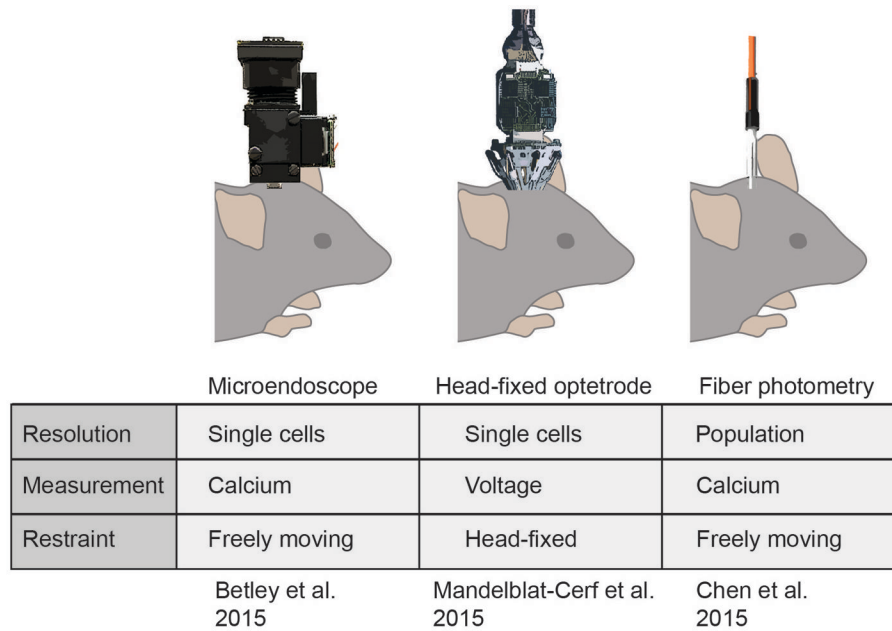 Microendoscope Head-fixed optetrode Fiber photometry
Resolution Single cells Single cells Population
Measurement Calcium Voltage Calcium
Restraint Freely moving Head-fixed Freely moving
Betley et al. Mandelblat-Cerf et al. Chen et al.
2015 2015 2015